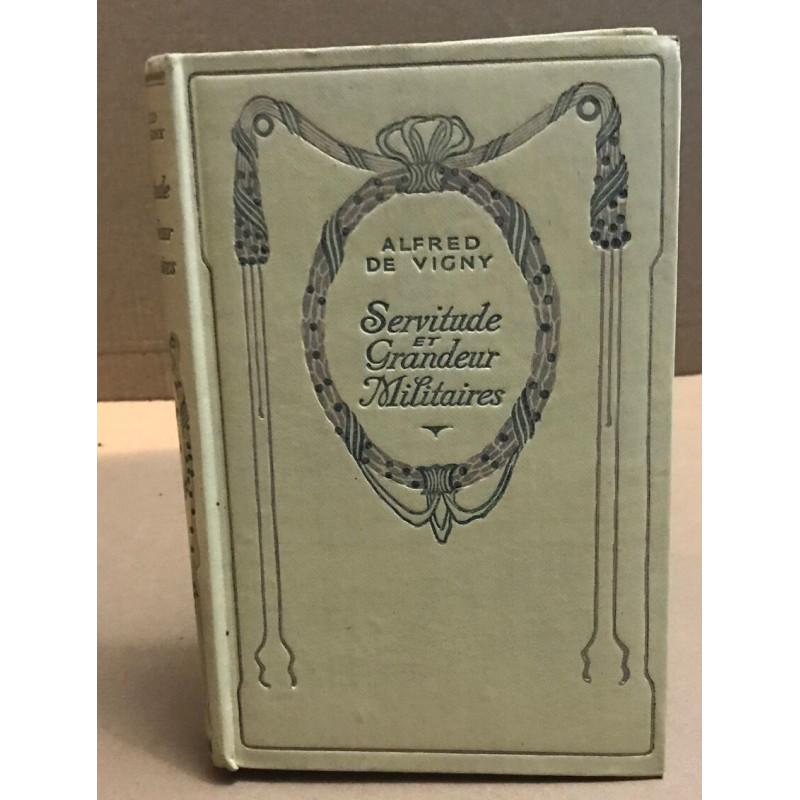 ALFRED
DE VIGNY
Servitude
ET
Grandeur
Militaires